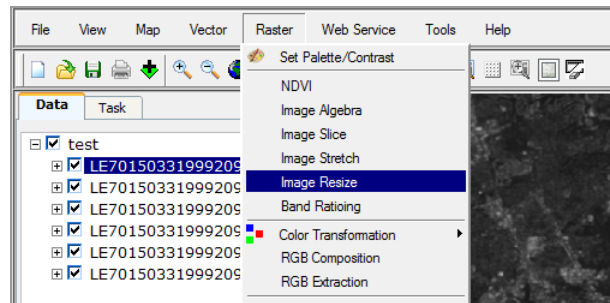 File View Map Vector Raster Web Service Tools Help
Set Palette/Contrast
NDVI
Image Algebra
Image Slice
Image Stretch
Image Resize
Band Ratioing
Color Transformation
RGB Composition
RGB Extraction
Data Task
test
LE70150331999209
LE70150331999209
LE70150331999209
LE70150331999209
LE70150331999209
LE70150331999209